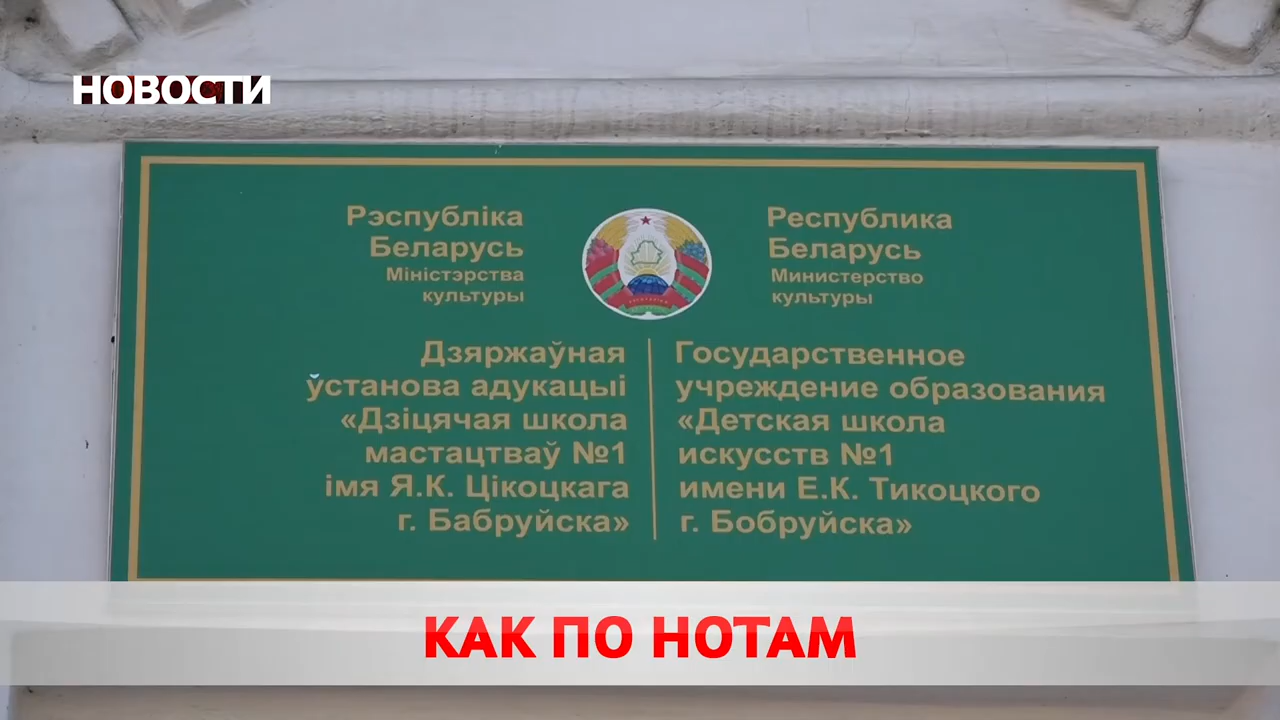 НОВОСТИ
Рэспубліка
Беларусь
Міністэрства
культуры
Республика
Беларусь
Министерство
культуры
Дзяржаўная
ўстанова адукацыі
«Дзіцячая школа
мастацтваў №1
імя Я.К. Цікоцкага
г. Бабруйска»
Государственное
учреждение образования
«Детская школа
искусств №1
имени Е.К. Тикоцкого
г. Бобруйска»
КАК ПО НОТАМ